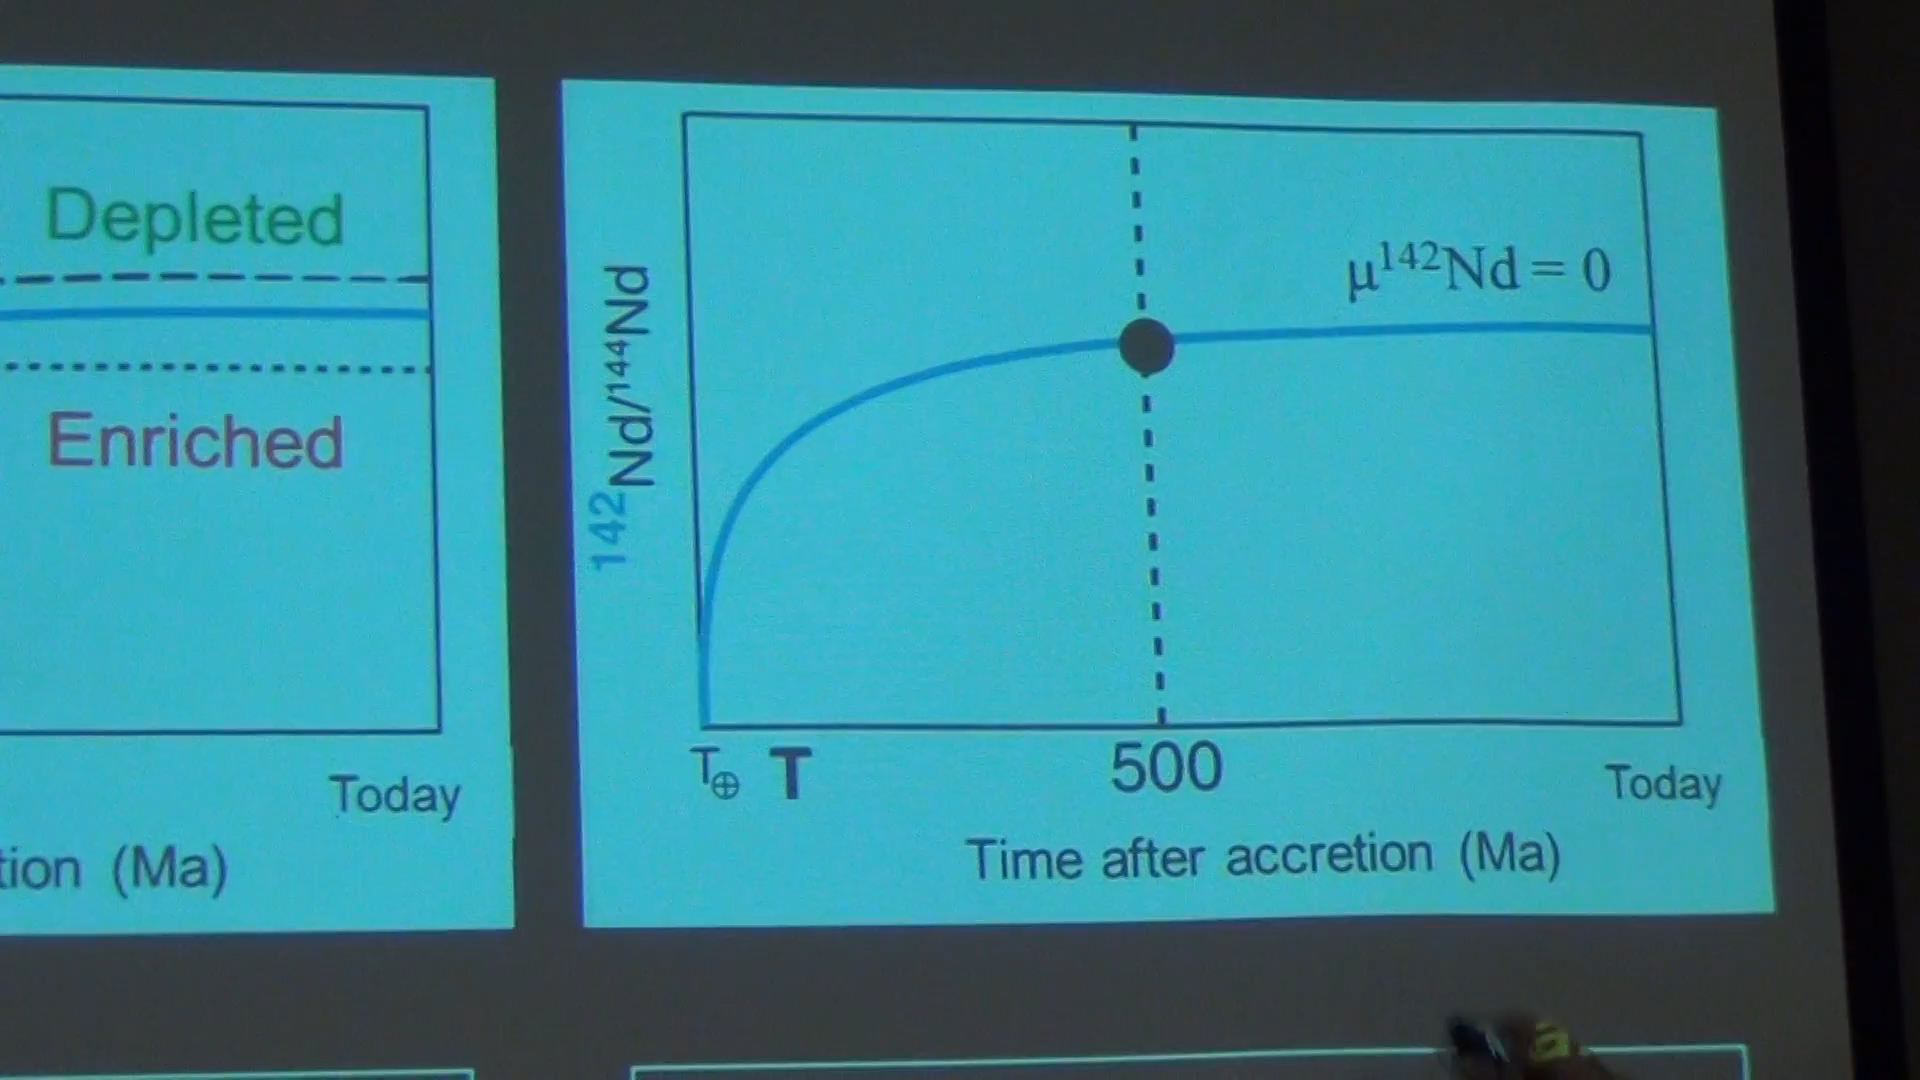 Depleted
Enriched
Today
tion (Ma)
¹⁴²Nd/¹⁴⁴Nd
μ¹⁴²Nd = 0
T⊕ T 500 Today
Time after accretion (Ma)